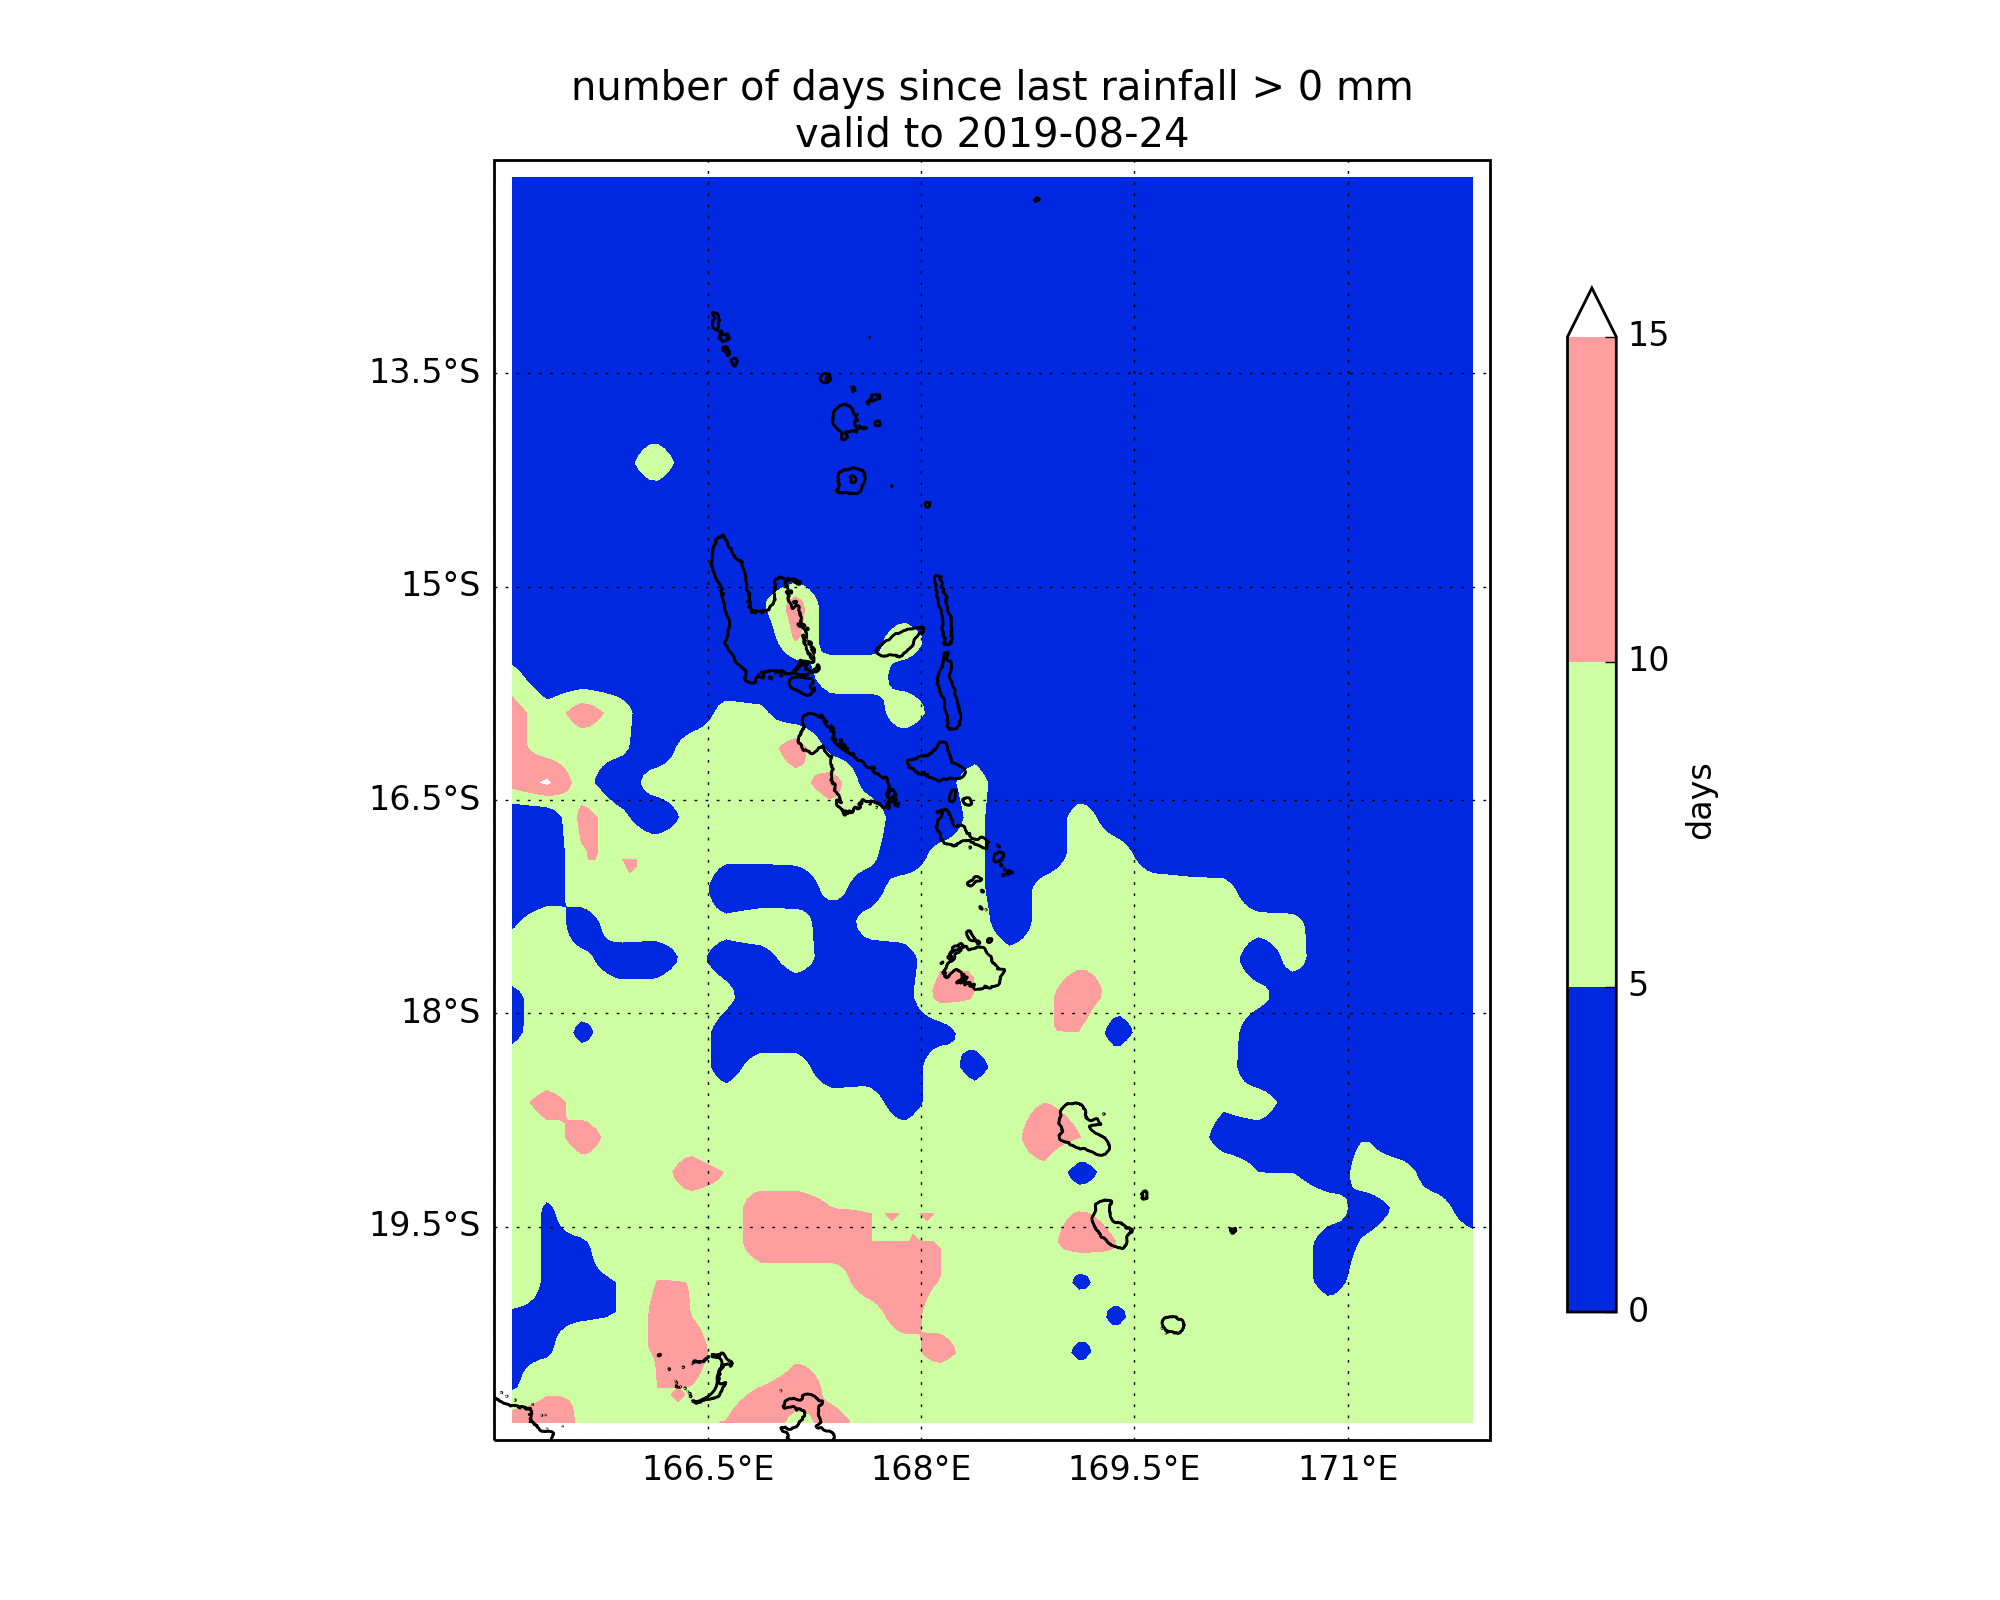 number of days since last rainfall > 0 mm
valid to 2019-08-24
13.5°S
15°S
16.5°S
18°S
19.5°S
166.5°E
168°E
169.5°E
171°E
15
10
5
0
days